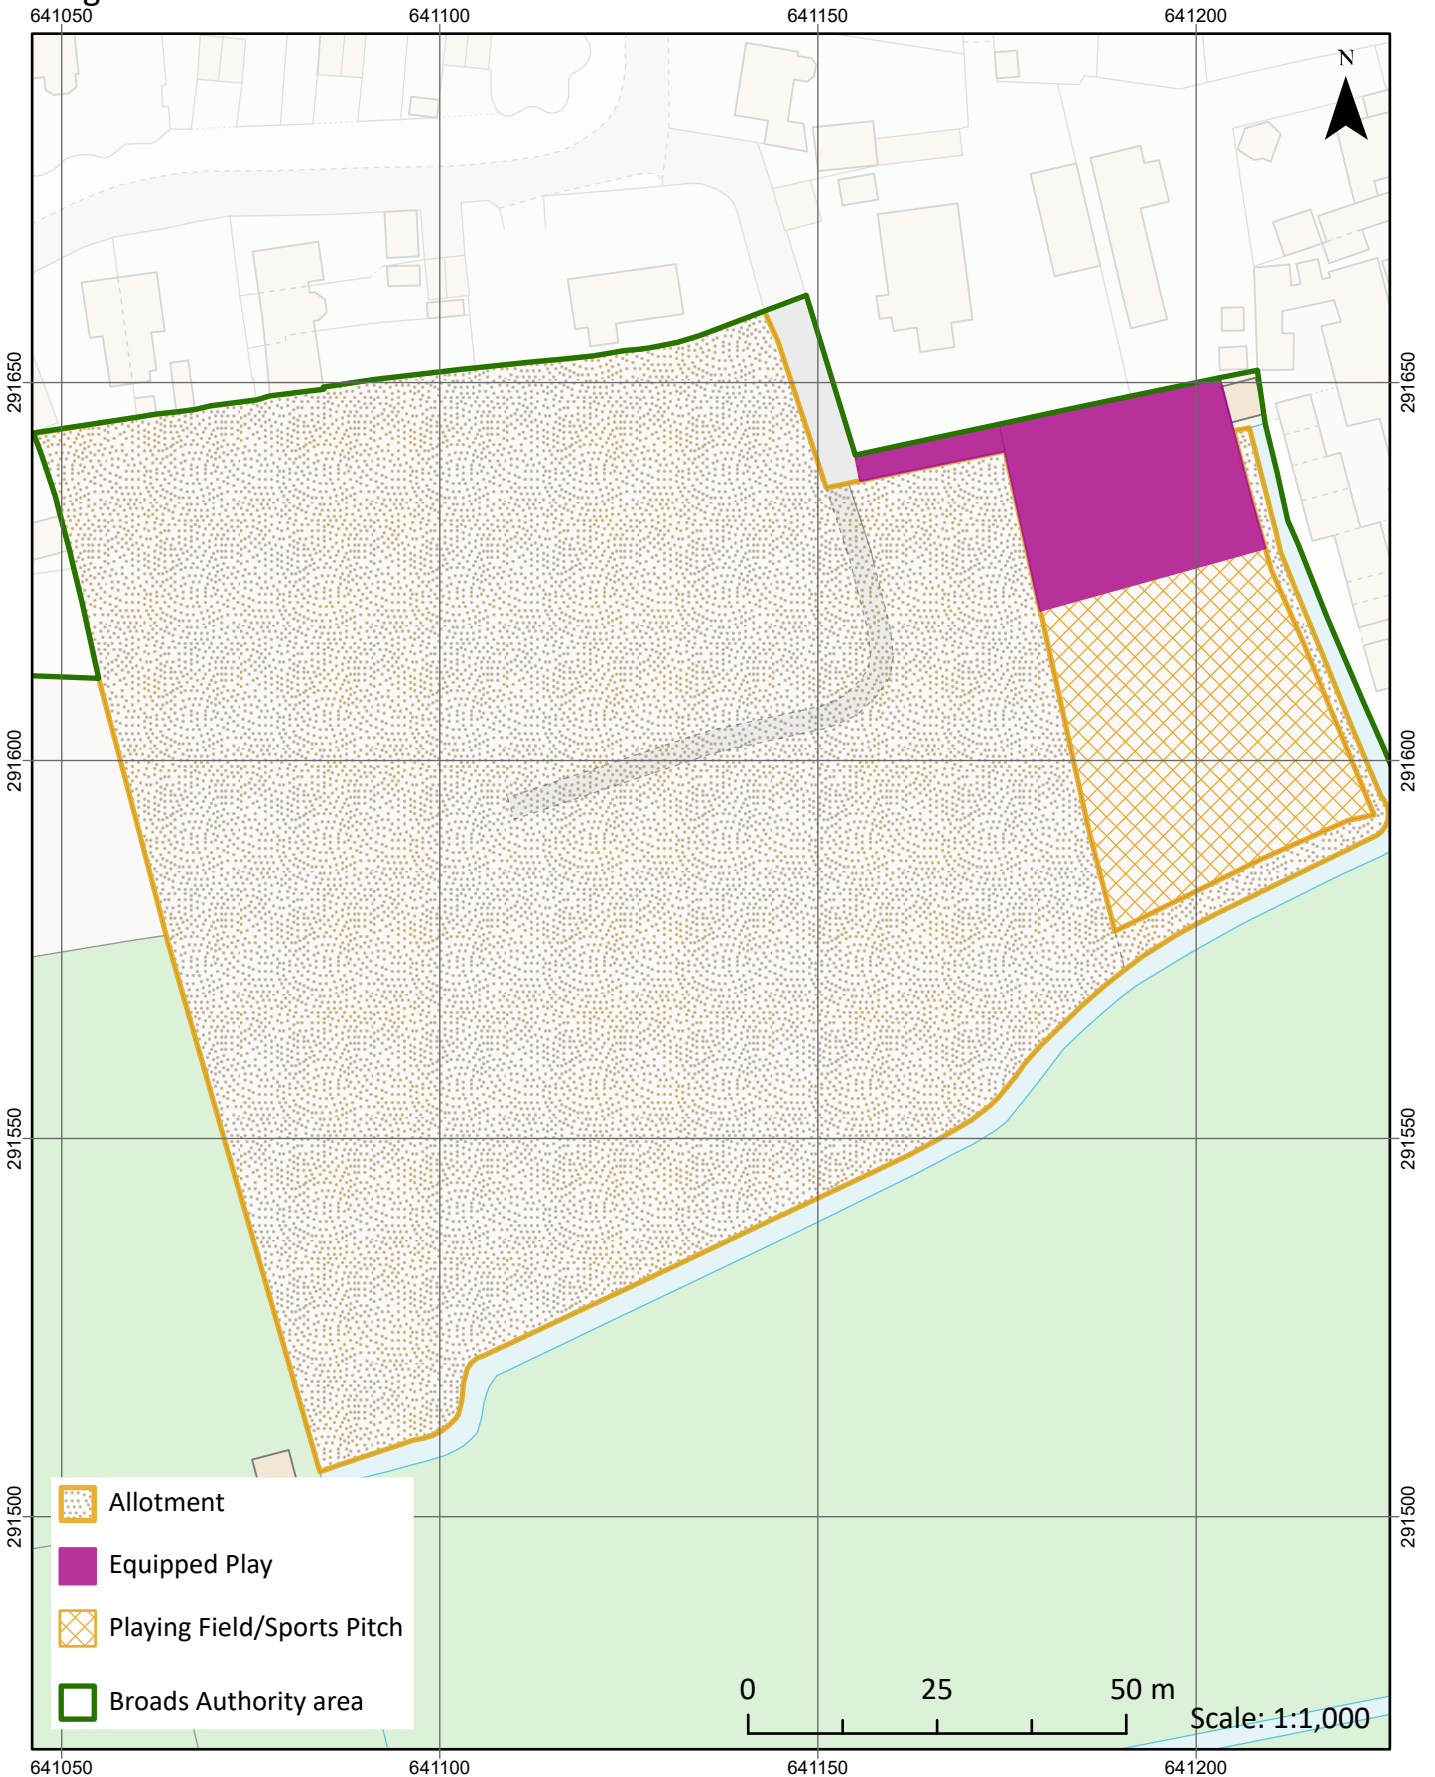 641050 641100 641150 641200
N
291650 291650
291600 291600
291550 291550
291500 291500
Allotment
Equipped Play
Playing Field/Sports Pitch
Broads Authority area
0 25 50 m
Scale: 1:1,000
641050 641100 641150 641200